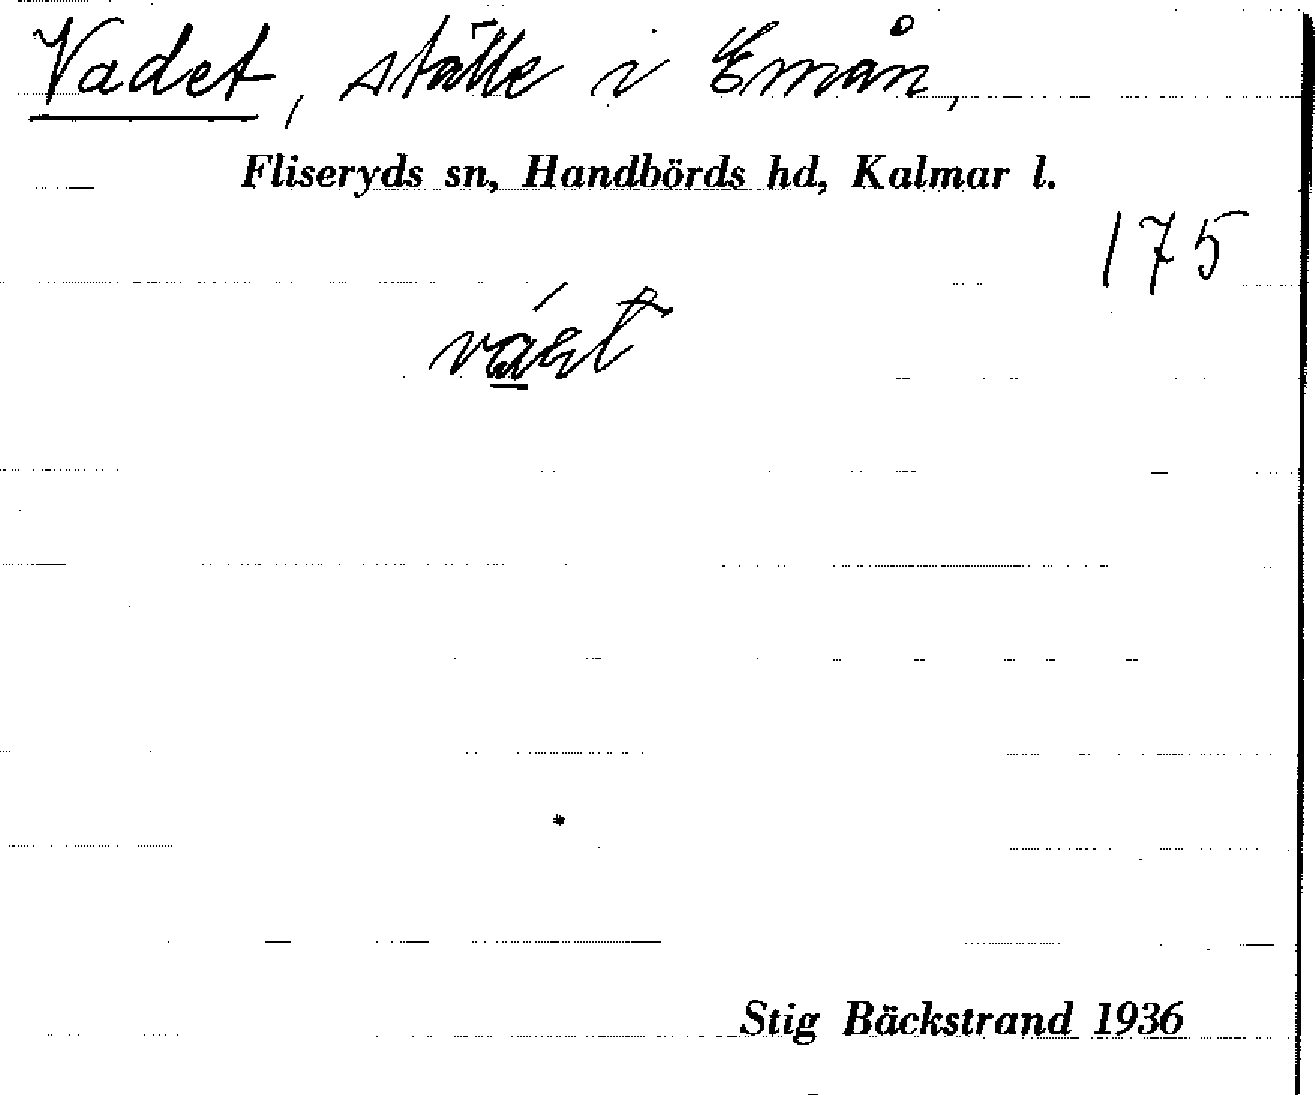 Vadet, ställe i Emån,
Fliseryds sn, Handbörds hd, Kalmar l.
175
Stig Bäckstrand 1936